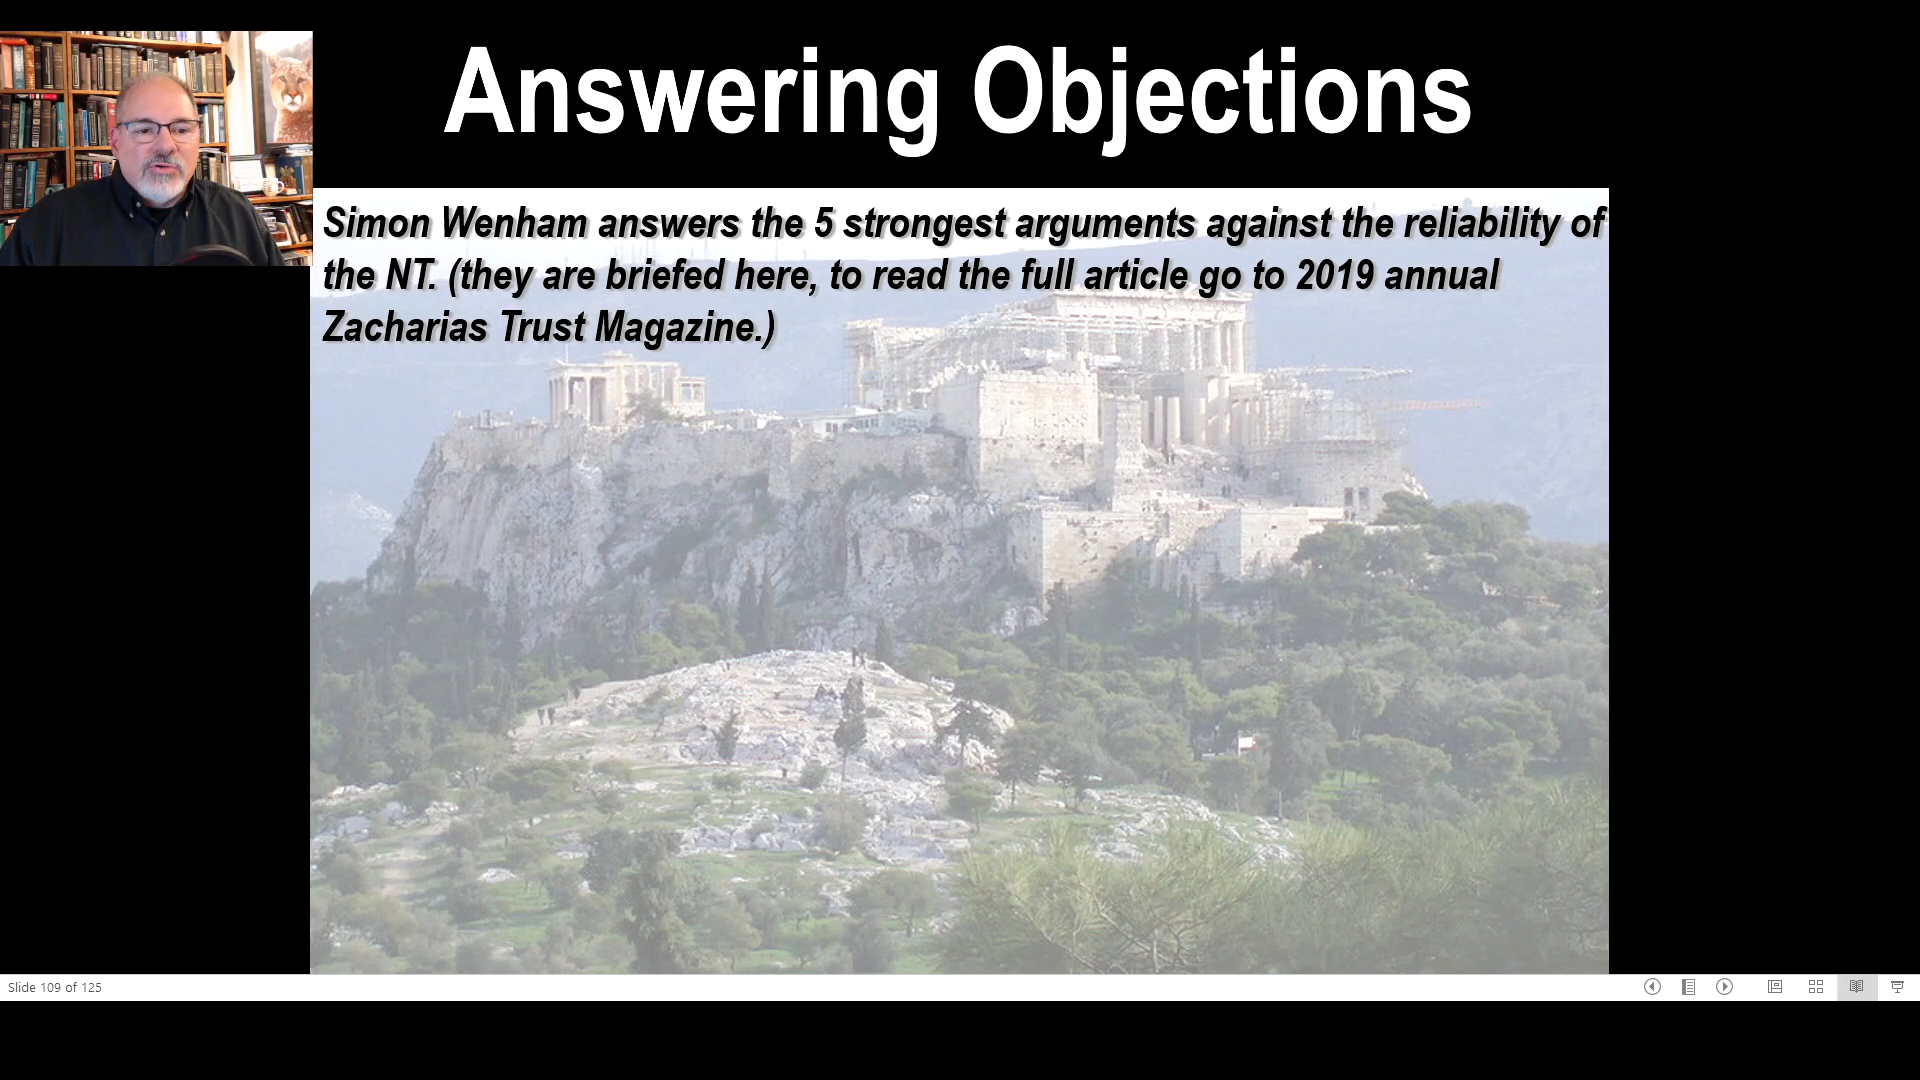 Answering Objections
Simon Wenham answers the 5 strongest arguments against the reliability of
the NT. (they are briefed here, to read the full article go to 2019 annual
Zacharias Trust Magazine.)
Slide 109 of 125